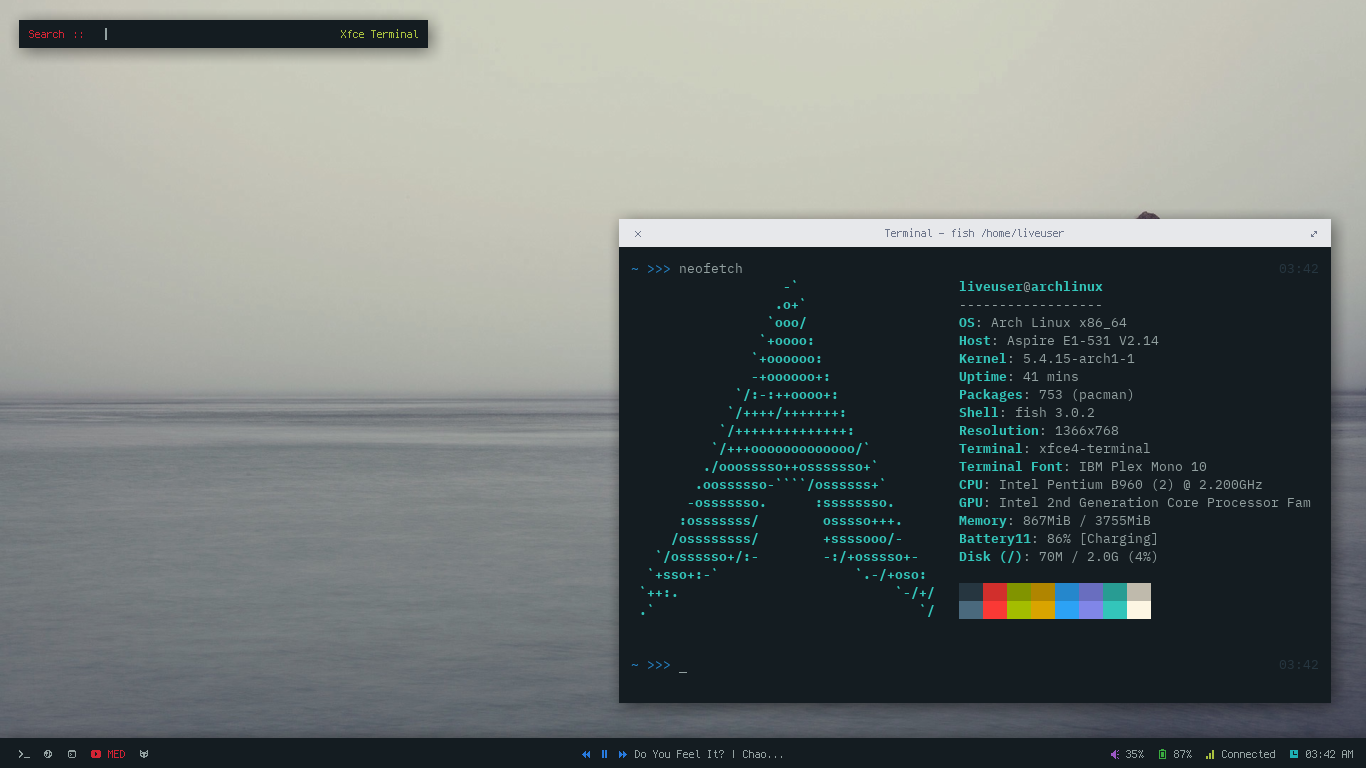 Search :: Xfce Terminal
Terminal - fish /home/liveuser
~ >>> neofetch 03:42
-` liveuser@archlinux
.o+` ------------------
`ooo/ OS: Arch Linux x86_64
`+oooo: Host: Aspire E1-531 V2.14
`+oooooo: Kernel: 5.4.15-arch1-1
-+oooooo+: Uptime: 41 mins
`/:-:++oooo+: Packages: 753 (pacman)
`/++++/+++++++: Shell: fish 3.0.2
`/++++++++++++++: Resolution: 1366x768
`/+++ooooooooooooo/` Terminal: xfce4-terminal
./ooosssso++osssssso+` Terminal Font: IBM Plex Mono 10
.oossssso-````/ossssss+` CPU: Intel Pentium B960 (2) @ 2.200GHz
-osssssso. :ssssssso. GPU: Intel 2nd Generation Core Processor Fam
:osssssss/ osssso+++. Memory: 867MiB / 3755MiB
/ossssssss/ +ssssooo/- Battery11: 86% [Charging]
`/ossssso+/:- -:/+osssso+- Disk (/): 70M / 2.0G (4%)
`+sso+:-` `.-/+oso:
`++:. `-/+/
.` `/
~ >>> _ 03:42
MED Do You Feel It? | Chao... 35% 87% Connected 03:42 AM